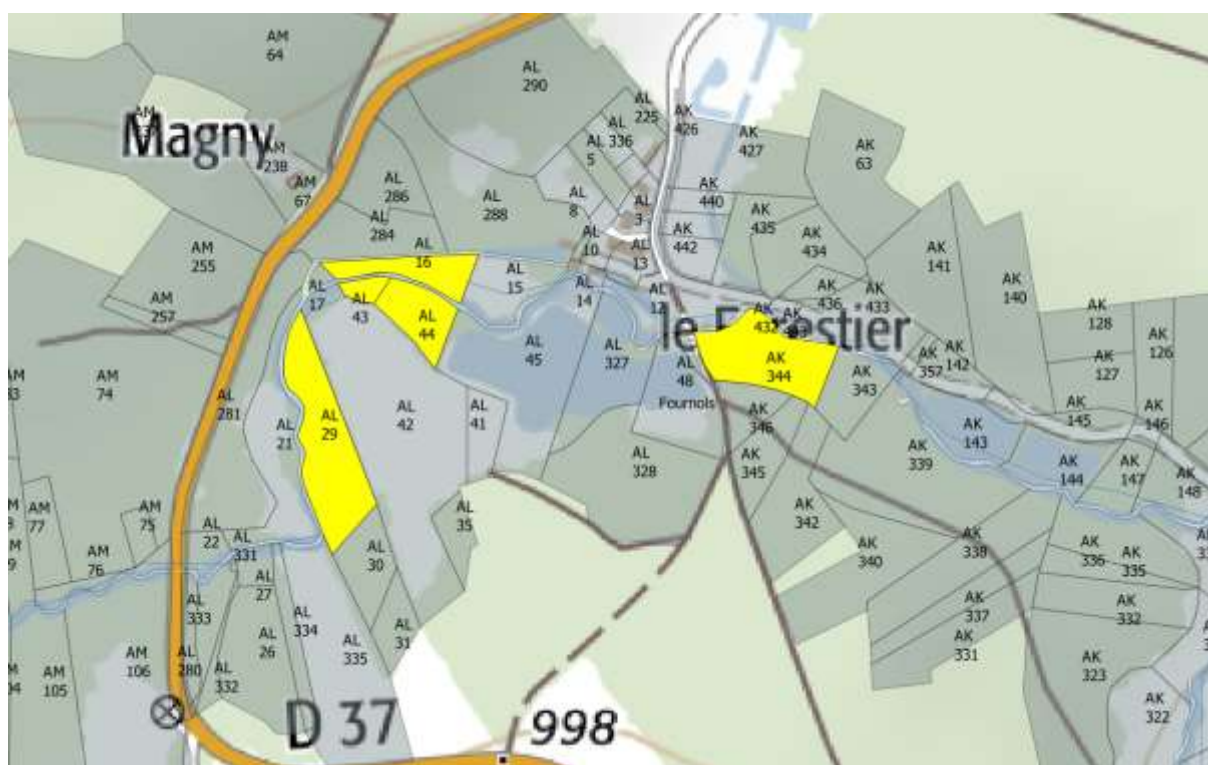 AM
64
AL
290
Magny
AM
238
AM
67
AL
225
AL
336
AL
5
AK
426
AK
427
AK
63
AL
286
AL
288
AL
8
AL
3
AK
440
AK
435
AK
434
AK
442
AL
284
AL
10
AL
13
AM
255
AL
16
AL
15
AL
14
AK
141
AK
140
AM
257
AL
17
AL
43
AL
44
AK
436
AK
433
AK
432
le Forestier
AK
128
AK
126
AL
45
AL
327
AL
48
Fournols
AK
344
AK
343
AK
357
AK
142
AK
127
AM
74
AL
281
AL
29
AL
21
AL
42
AL
41
AK
346
AK
345
AK
339
AK
143
AK
145
AK
146
AL
328
AK
144
AK
147
AK
148
AM
77
AM
75
AL
22
AL
331
AL
35
AK
342
AM
76
AL
27
AL
30
AK
340
AK
338
AK
336
AK
335
AL
333
AL
334
AL
31
AK
337
AK
332
AL
26
AL
335
AK
331
AM
106
AL
280
AL
332
AM
105
AK
323
AK
322
D 37
998